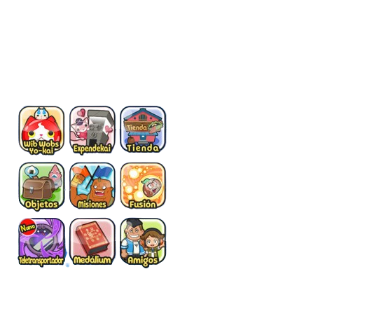 Wib Wobs
Yo-kai
Expendekai
Tienda
Tienda
Objetos
Misiones
Fusión
Nuevo
Teletransportador
Medallium
Amigos